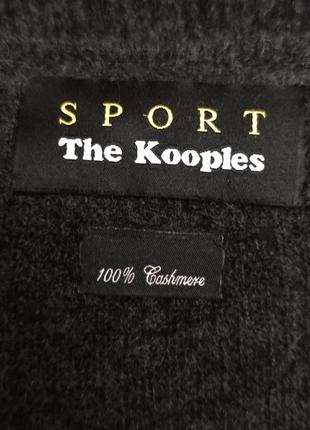 SPORT
The Kooples
100% Cashmere